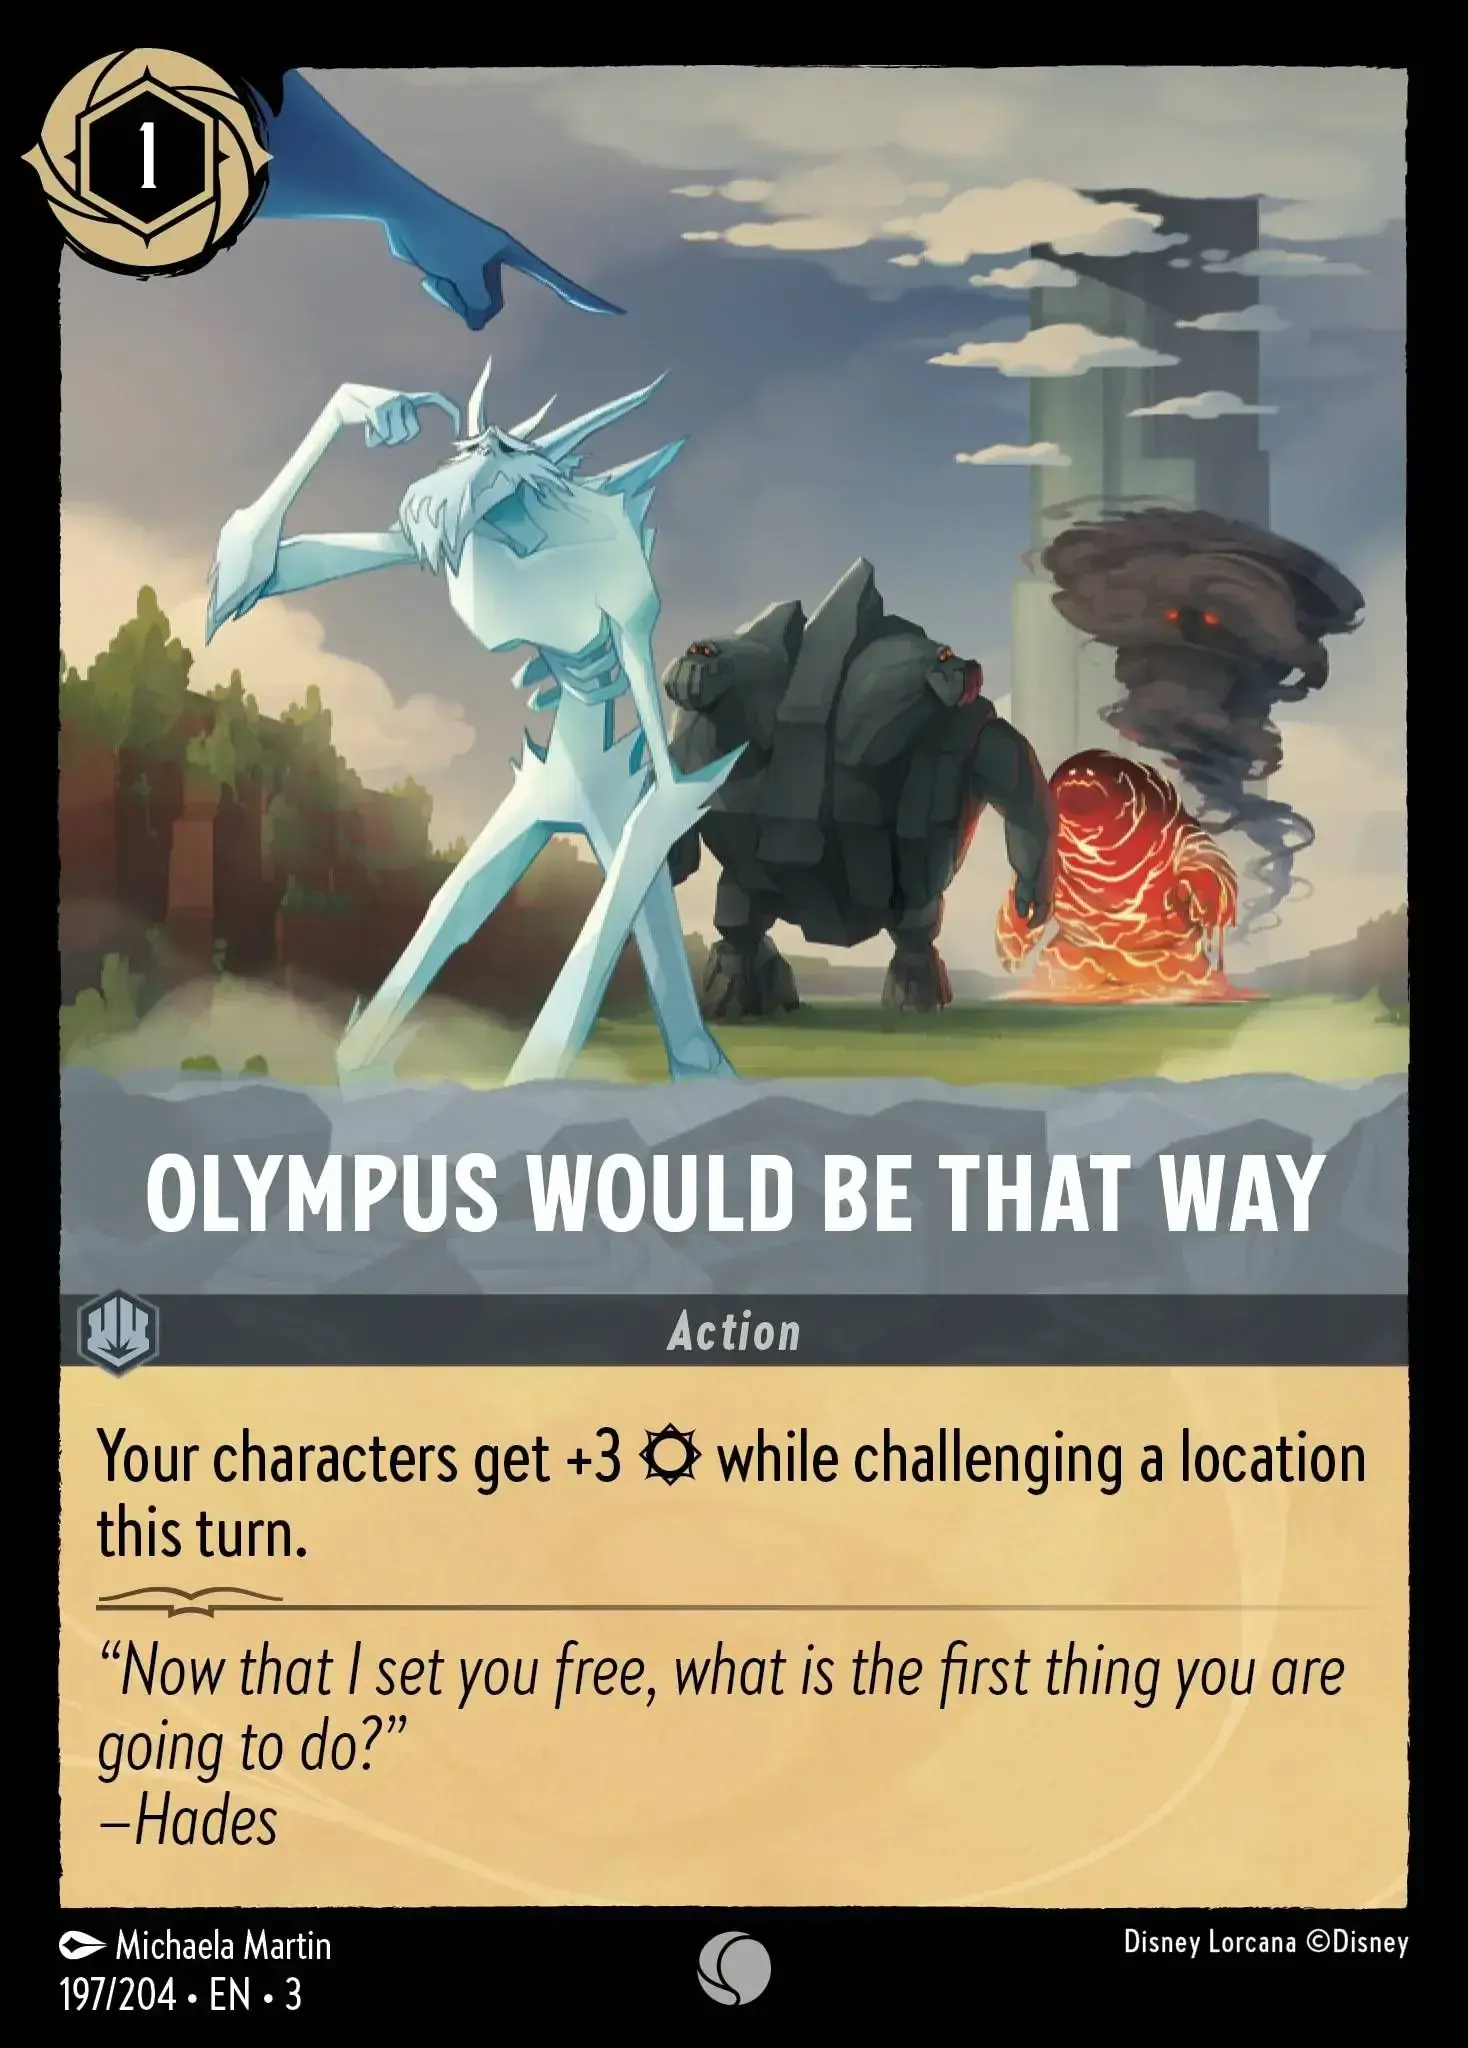 1
OLYMPUS WOULD BE THAT WAY
Action
Your characters get +3 while challenging a location
this turn.
“Now that I set you free, what is the first thing you are
going to do?”
–Hades
Michaela Martin
Disney Lorcana ©Disney
197/204 • EN • 3